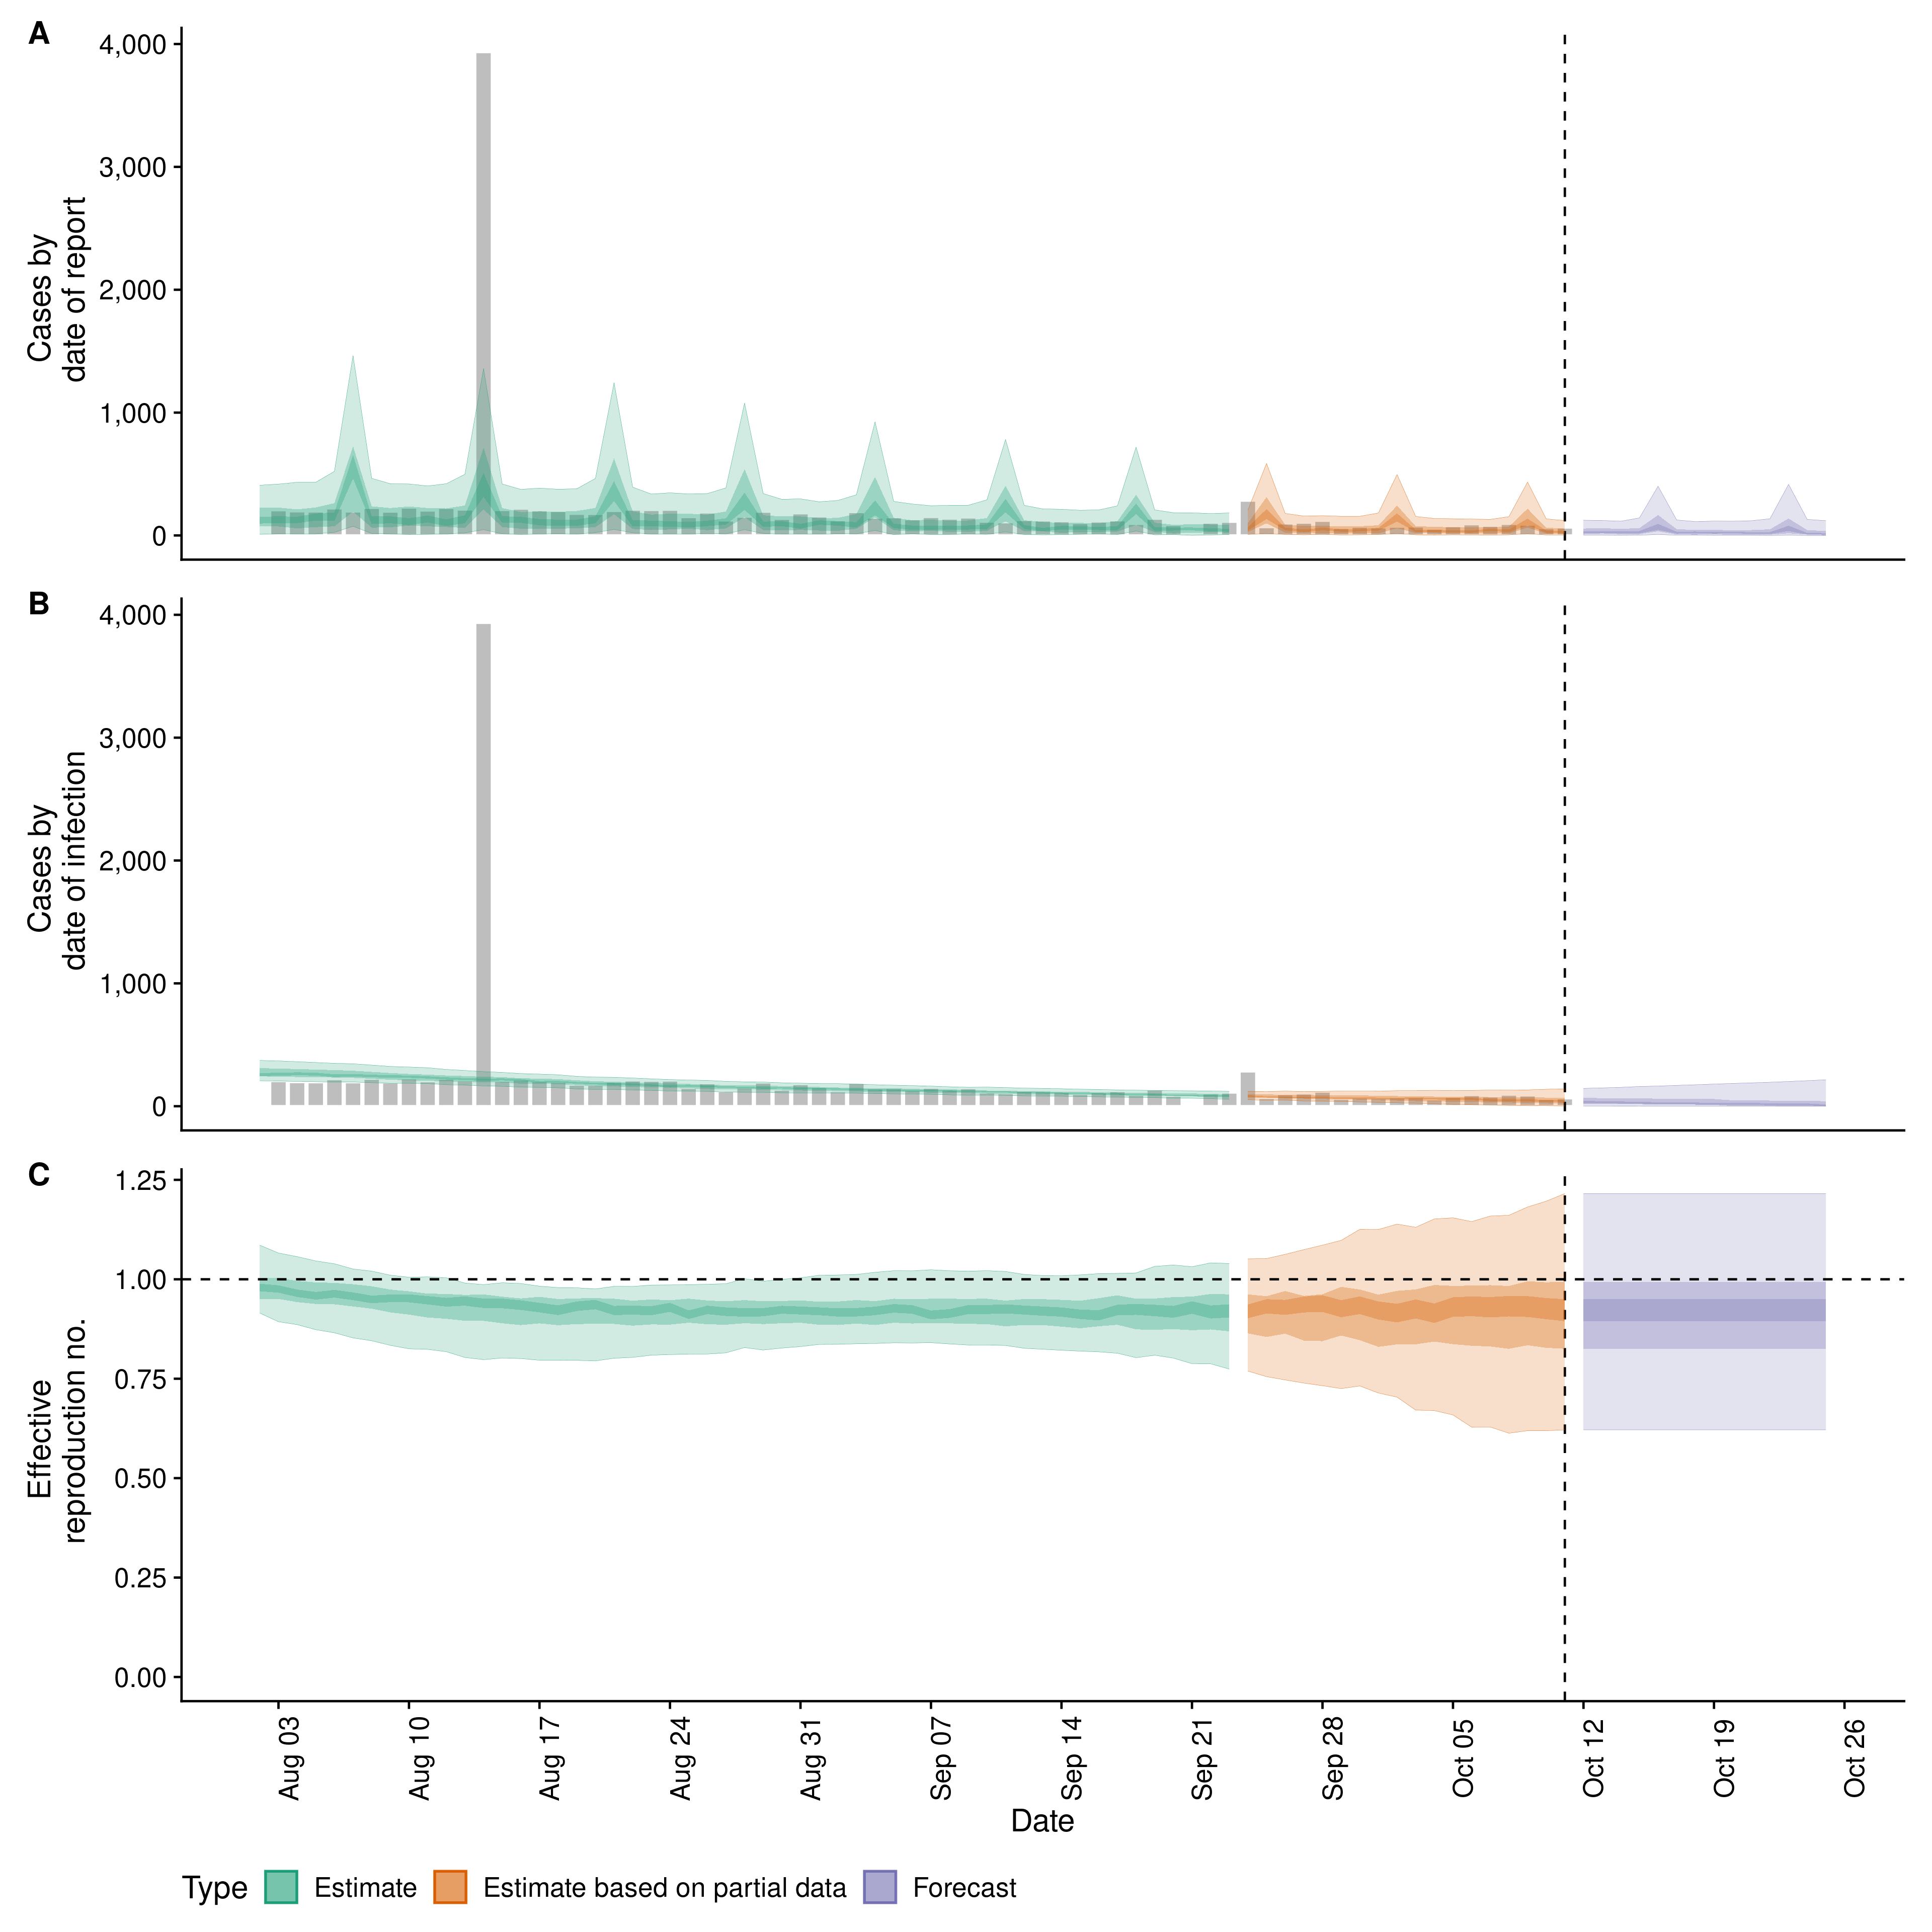 A
4,000
3,000
2,000
1,000
0
Cases by
date of report
B
4,000
3,000
2,000
1,000
0
Cases by
date of infection
C
1.25
1.00
0.75
0.50
0.25
0.00
Effective
reproduction no.
Aug 03
Aug 10
Aug 17
Aug 24
Aug 31
Sep 07
Sep 14
Sep 21
Sep 28
Oct 05
Oct 12
Oct 19
Oct 26
Date
Type Estimate Estimate based on partial data Forecast